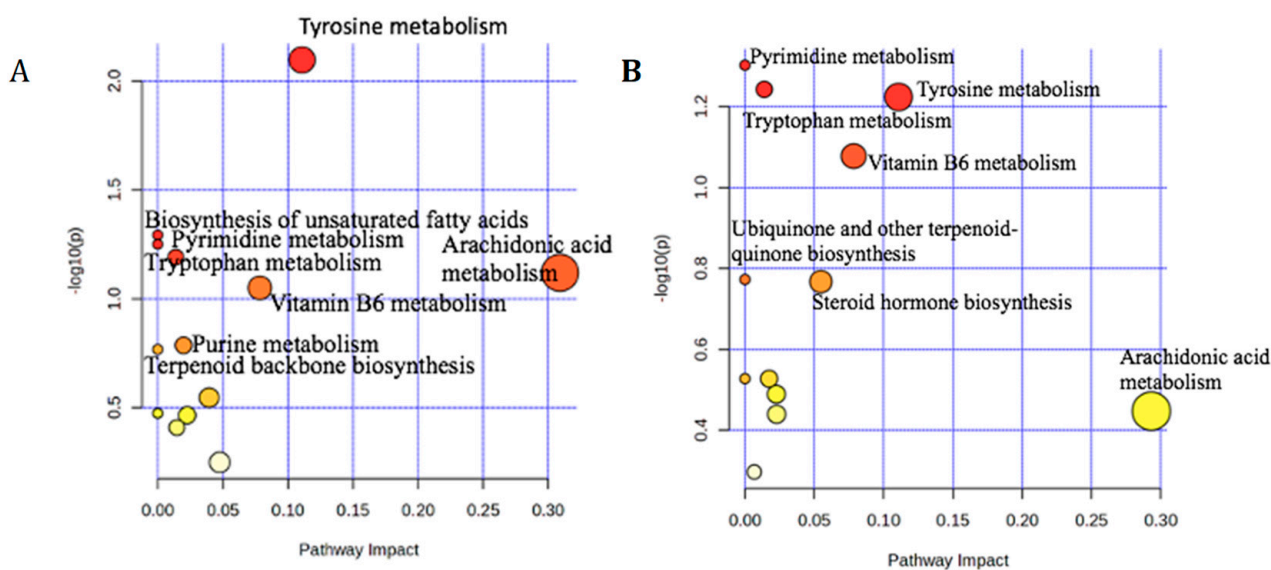 A
Tyrosine metabolism
2.0
1.5
1.0
0.5
-log10(p)
Biosynthesis of unsaturated fatty acids
Pyrimidine metabolism
Tryptophan metabolism
Arachidonic acid
metabolism
Vitamin B6 metabolism
Purine metabolism
Terpenoid backbone biosynthesis
0.00 0.05 0.10 0.15 0.20 0.25 0.30
Pathway Impact
B
Pyrimidine metabolism
Tyrosine metabolism
Tryptophan metabolism
Vitamin B6 metabolism
1.2
1.0
0.8
0.6
0.4
-log10(p)
Ubiquinone and other terpenoid-
quinone biosynthesis
Steroid hormone biosynthesis
Arachidonic acid
metabolism
0.00 0.05 0.10 0.15 0.20 0.25 0.30
Pathway Impact